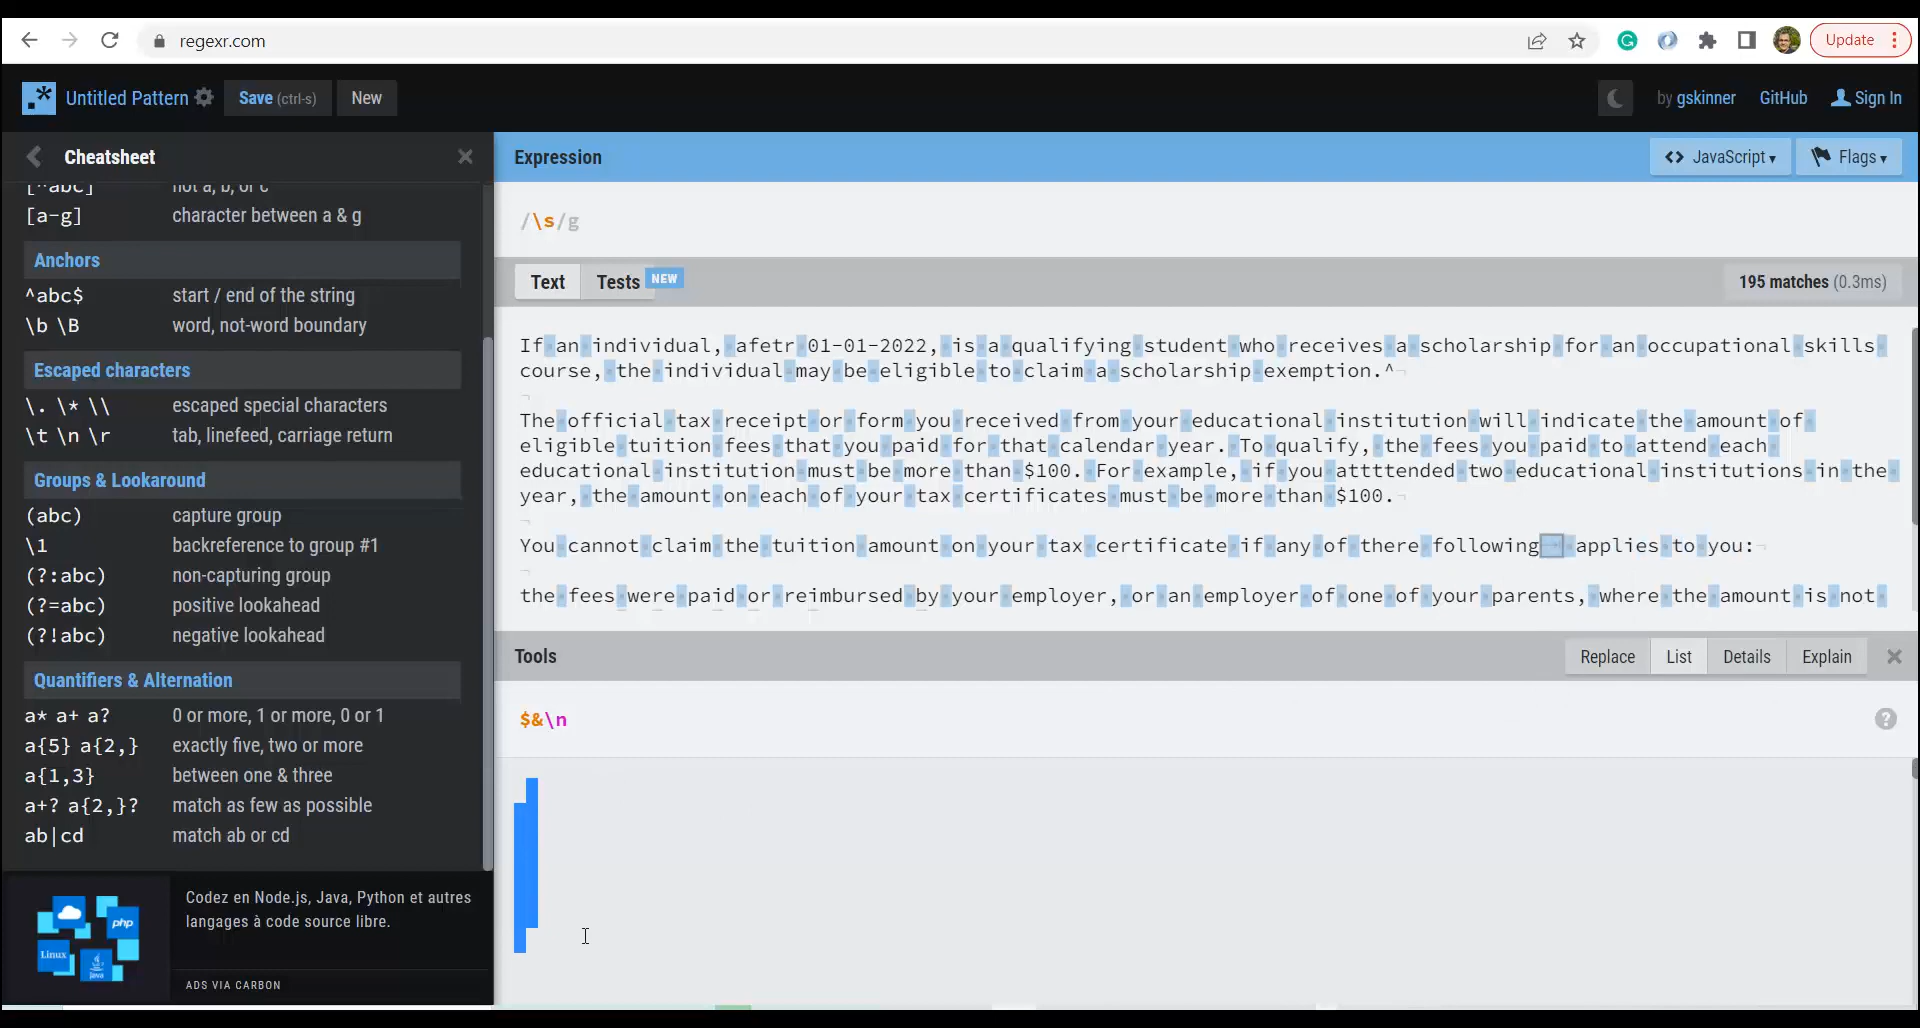 regexr.com
Update
Untitled Pattern
Save (ctrl-s)
New
by gskinner
GitHub
Sign In
Cheatsheet
[^abc] not a, b, or c
[a-g] character between a & g
Anchors
^abc$ start / end of the string
\b \B word, not-word boundary
Escaped characters
\. \* \\ escaped special characters
\t \n \r tab, linefeed, carriage return
Groups & Lookaround
(abc) capture group
\1 backreference to group #1
(?:abc) non-capturing group
(?=abc) positive lookahead
(?!abc) negative lookahead
Quantifiers & Alternation
a* a+ a? 0 or more, 1 or more, 0 or 1
a{5} a{2,} exactly five, two or more
a{1,3} between one & three
a+? a{2,}? match as few as possible
ab|cd match ab or cd
Linux
php
Java
Codez en Node.js, Java, Python et autres
langages à code source libre.
ADS VIA CARBON
Expression
<> JavaScript
Flags
/\s/g
Text
Tests
NEW
195 matches (0.3ms)
If an individual, afetr 01-01-2022, is a qualifying student who receives a scholarship for an occupational skills
course, the individual may be eligible to claim a scholarship exemption.^
The official tax receipt or form you received from your educational institution will indicate the amount of
eligible tuition fees that you paid for that calendar year. To qualify, the fees you paid to attend each
educational institution must be more than $100. For example, if you attttended two educational institutions in the
year, the amount on each of your tax certificates must be more than $100.
You cannot claim the tuition amount on your tax certificate if any of there following applies to you:
the fees were paid or reimbursed by your employer, or an employer of one of your parents, where the amount is not
Tools
Replace
List
Details
Explain
$&\n